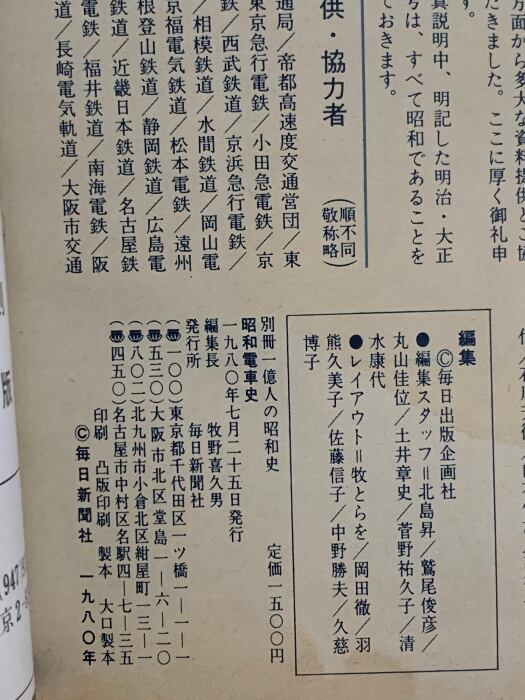 方面から多大な資料提供、ご協
だきました。ここに厚く御礼申
す。
真説明中、明記した明治・大正
号は、すべて昭和であることを
ておきます。
供・協力者
(順不同
敬称略)
通局/帝都高速度交通営団/東
東京急行電鉄/小田急電鉄/京
鉄/西武鉄道/京浜急行電鉄/
/相模鉄道/水間鉄道/岡山電
京福電気鉄道/松本電鉄/遠州
根登山鉄道/静岡鉄道/広島電
鉄道/近畿日本鉄道/名古屋鉄
電鉄/福井鉄道/南海電鉄/阪
道/長崎電気軌道/大阪市交通
編集
©毎日出版企画社
●編集スタッフ=北島昇/鷲尾俊彦/
丸山佳位/土井章史/菅野祐久子/清
水康代
●レイアウト=牧とらを/岡田徹/羽
熊久美子/佐藤信子/中野勝夫/久慈
博子
別冊一億人の昭和史
昭和電車史 定価一五〇〇円
一九八〇年七月二十五日発行
編集長 牧野喜久男
発行所 毎日新聞社
(〒一〇〇)東京都千代田区一ツ橋一-一-一
(〒五三〇)大阪市北区堂島一-六-二〇
(〒八〇二)北九州市小倉北区紺屋町一三-一
(〒四五〇)名古屋市中村区名駅四-七-三五
印刷 凸版印刷 製本 大口製本
©毎日新聞社 一九八〇年
版